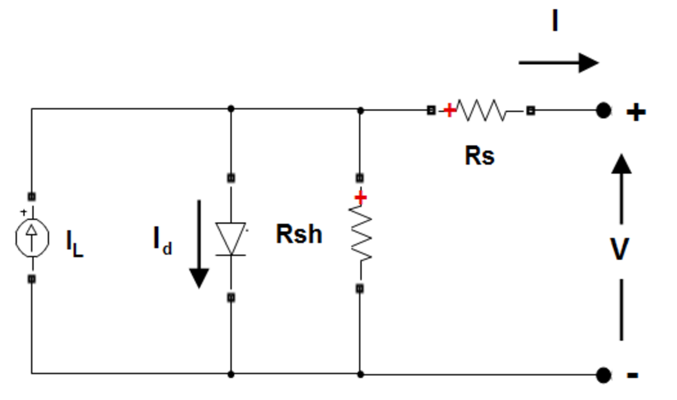 I
+
+
Rs
+
+
I_L
I_d
Rsh
V
-